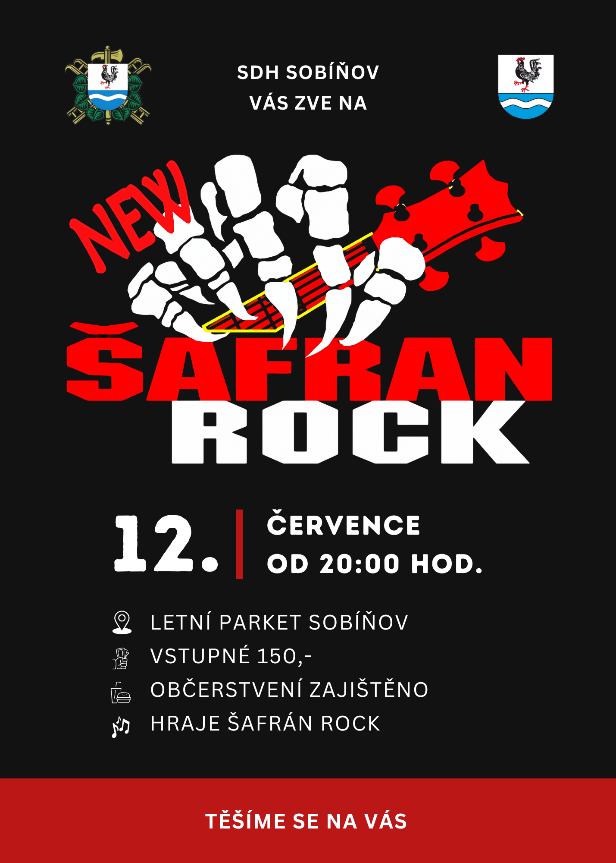 SDH SOBÍŇOV
VÁS ZVE NA
NEW
ŠAFRAN
ROCK
12.
ČERVENCE
OD 20:00 HOD.
LETNÍ PARKET SOBÍŇOV
VSTUPNÉ 150,-
OBČERSTVENÍ ZAJIŠTĚNO
HRAJE ŠAFRÁN ROCK
TĚŠÍME SE NA VÁS